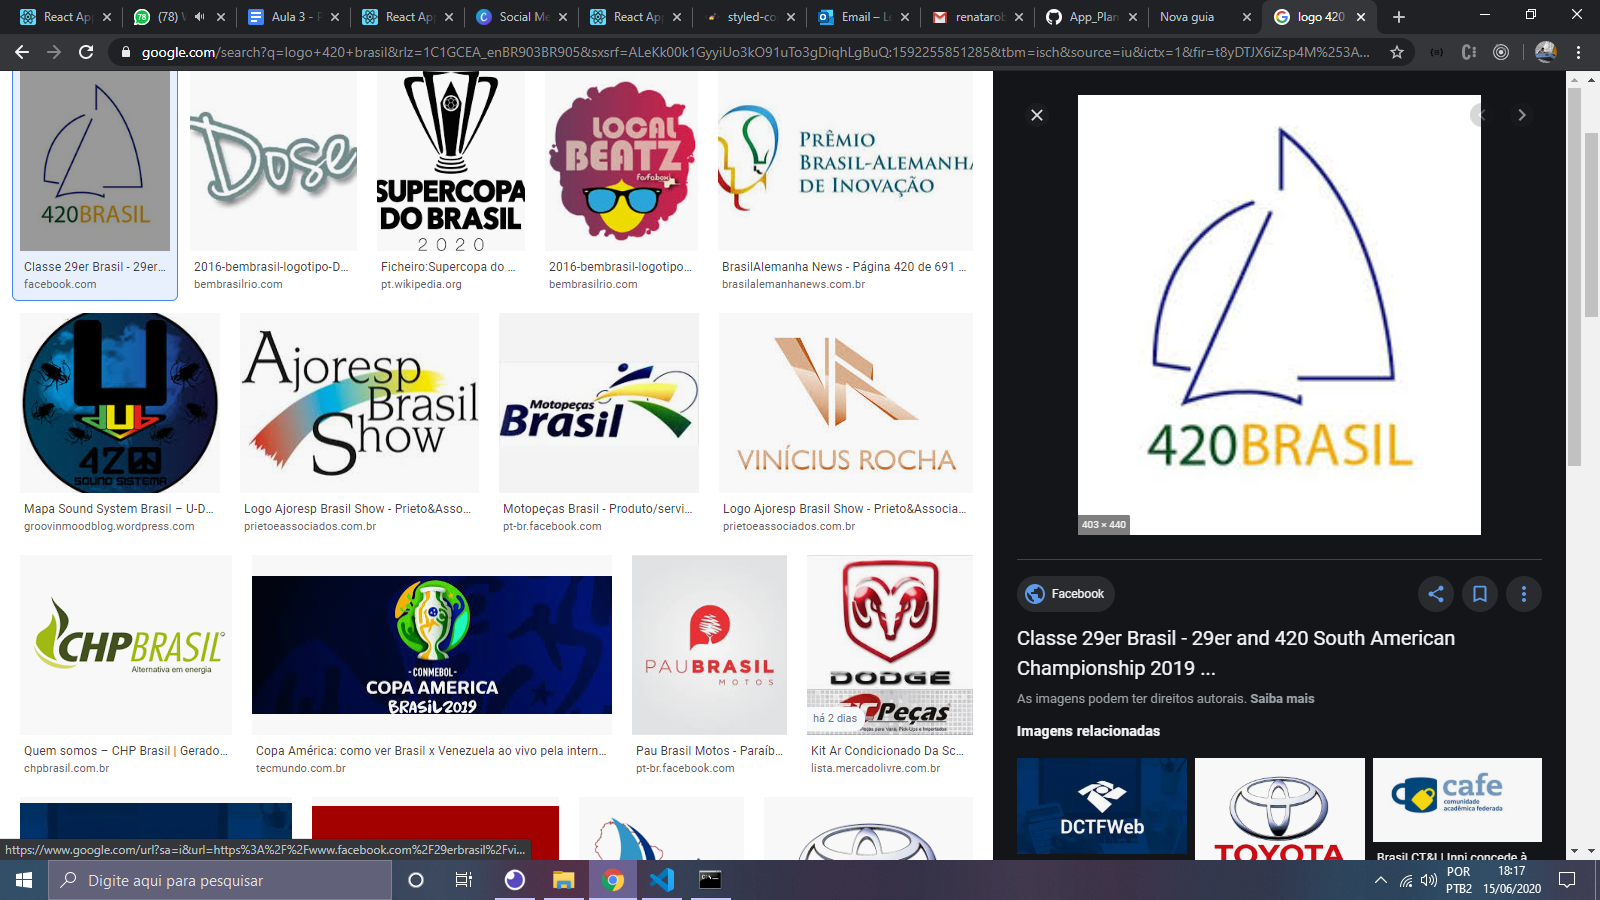 React Ap
(78) W
Aula 3 - F
React Ap
Social Me
React Ap
styled-co
Email – Le
renatarob
App_Plan
Nova guia
logo 420
google.com/search?q=logo+420+brasil&rlz=1C1GCEA_enBR903BR905&sxsrf=ALeKk00k1GyyiUo3kO91uTo3gDiqhLgBuQ:1592255851285&tbm=isch&source=iu&ictx=1&fir=t8yDTJX6iZsp4M%253A...
420BRASIL
Dose
SUPERCOPA
DO BRASIL
2020
LOCAL
BEATZ
fosfobox
PRÊMIO
BRASIL-ALEMANHA
DE INOVAÇÃO
Classe 29er Brasil - 29er...
facebook.com
2016-bembrasil-logotipo-D...
bembrasilrio.com
Ficheiro:Supercopa do ...
pt.wikipedia.org
2016-bembrasil-logotipo...
bembrasilrio.com
BrasilAlemanha News - Página 420 de 691 ...
brasilalemanhanews.com.br
U
420
SOUND SISTEMA
Ajoresp
Brasil
Show
Motopeças
Brasil
VINÍCIUS ROCHA
Mapa Sound System Brasil – U-D...
groovinmoodblog.wordpress.com
Logo Ajoresp Brasil Show - Prieto&Asso...
prietoeassociados.com.br
Motopeças Brasil - Produto/servi...
pt-br.facebook.com
Logo Ajoresp Brasil Show - Prieto&Associa...
prietoeassociados.com.br
CHPBRASIL
Alternativa em energia
CONMEBOL
COPA AMERICA
BRASIL 2019
PAUBRASIL
MOTOS
DODGE
Peças
há 2 dias
Quem somos – CHP Brasil | Gerado...
chpbrasil.com.br
Copa América: como ver Brasil x Venezuela ao vivo pela intern...
tecmundo.com.br
Pau Brasil Motos - Paraíb...
pt-br.facebook.com
Kit Ar Condicionado Da Sc...
lista.mercadolivre.com.br
420BRASIL
403 × 440
Facebook
Classe 29er Brasil - 29er and 420 South American
Championship 2019 ...
As imagens podem ter direitos autorais. Saiba mais
Imagens relacionadas
DCTFWeb
TOYOTA
cafe
comunidade
acadêmica federada
Brasil CT&I | Inpi concede à
https://www.google.com/url?sa=i&url=https%3A%2F%2Fwww.facebook.com%2F29erbrasil%2Fvi...
Digite aqui para pesquisar
POR
PTB2
18:17
15/06/2020